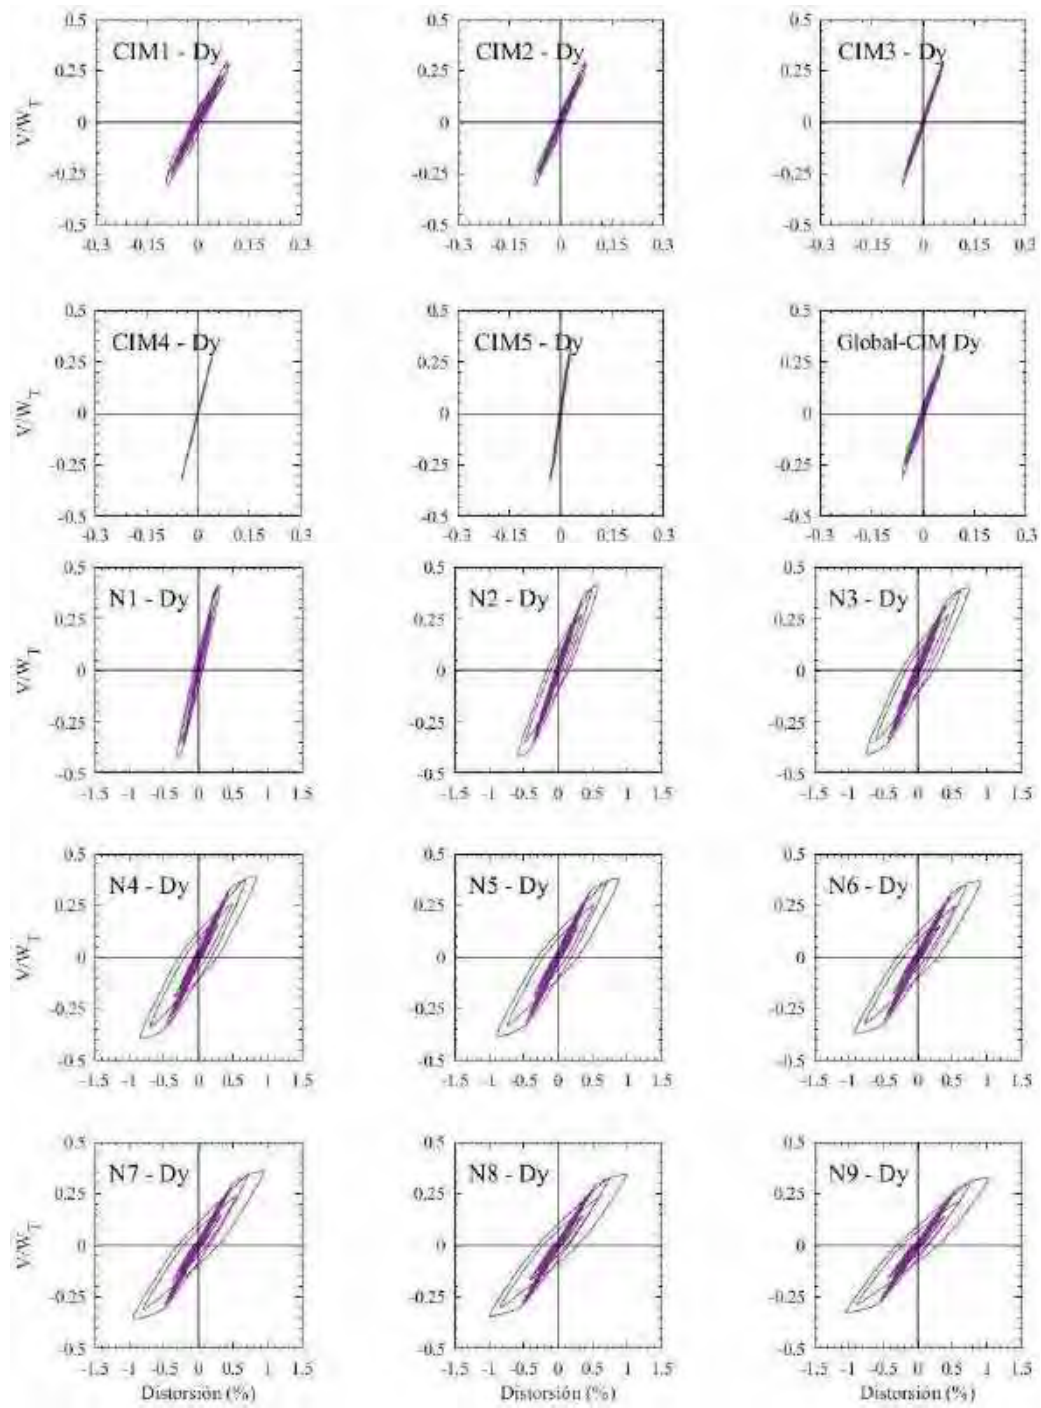 0.5 0.5 0.5
CIM1 - Dy CIM2 - Dy CIM3 - Dy
0.25 0.25 0.25
V/W_T 0 0 0
-0.25 -0.25 -0.25
-0.5 -0.5 -0.5
-0.3 -0.15 0 0.15 0.3 -0.3 -0.15 0 0.15 0.3 -0.3 -0.15 0 0.15 0.3
0.5 0.5 0.5
CIM4 - Dy CIM5 - Dy Global-CIM Dy
0.25 0.25 0.25
V/W_T 0 0 0
-0.25 -0.25 -0.25
-0.5 -0.5 -0.5
-0.3 -0.15 0 0.15 0.3 -0.3 -0.15 0 0.15 0.3 -0.3 -0.15 0 0.15 0.3
0.5 0.5 0.5
N1 - Dy N2 - Dy N3 - Dy
0.25 0.25 0.25
V/W_T 0 0 0
-0.25 -0.25 -0.25
-0.5 -0.5 -0.5
-1.5 -1 -0.5 0 0.5 1 1.5 -1.5 -1 -0.5 0 0.5 1 1.5 -1.5 -1 -0.5 0 0.5 1 1.5
0.5 0.5 0.5
N4 - Dy N5 - Dy N6 - Dy
0.25 0.25 0.25
V/W_T 0 0 0
-0.25 -0.25 -0.25
-0.5 -0.5 -0.5
-1.5 -1 -0.5 0 0.5 1 1.5 -1.5 -1 -0.5 0 0.5 1 1.5 -1.5 -1 -0.5 0 0.5 1 1.5
0.5 0.5 0.5
N7 - Dy N8 - Dy N9 - Dy
0.25 0.25 0.25
V/W_T 0 0 0
-0.25 -0.25 -0.25
-0.5 -0.5 -0.5
-1.5 -1 -0.5 0 0.5 1 1.5 -1.5 -1 -0.5 0 0.5 1 1.5 -1.5 -1 -0.5 0 0.5 1 1.5
Distorsión (%) Distorsión (%) Distorsión (%)